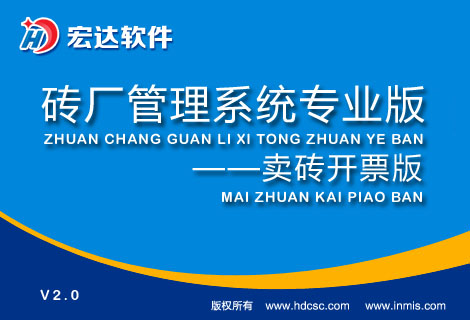 宏达软件
砖厂管理系统专业版
ZHUAN CHANG GUAN LI XI TONG ZHUAN YE BAN
——卖砖开票版
MAI ZHUAN KAI PIAO BAN
V2.0
版权所有 www.hdcsc.com www.inmis.com